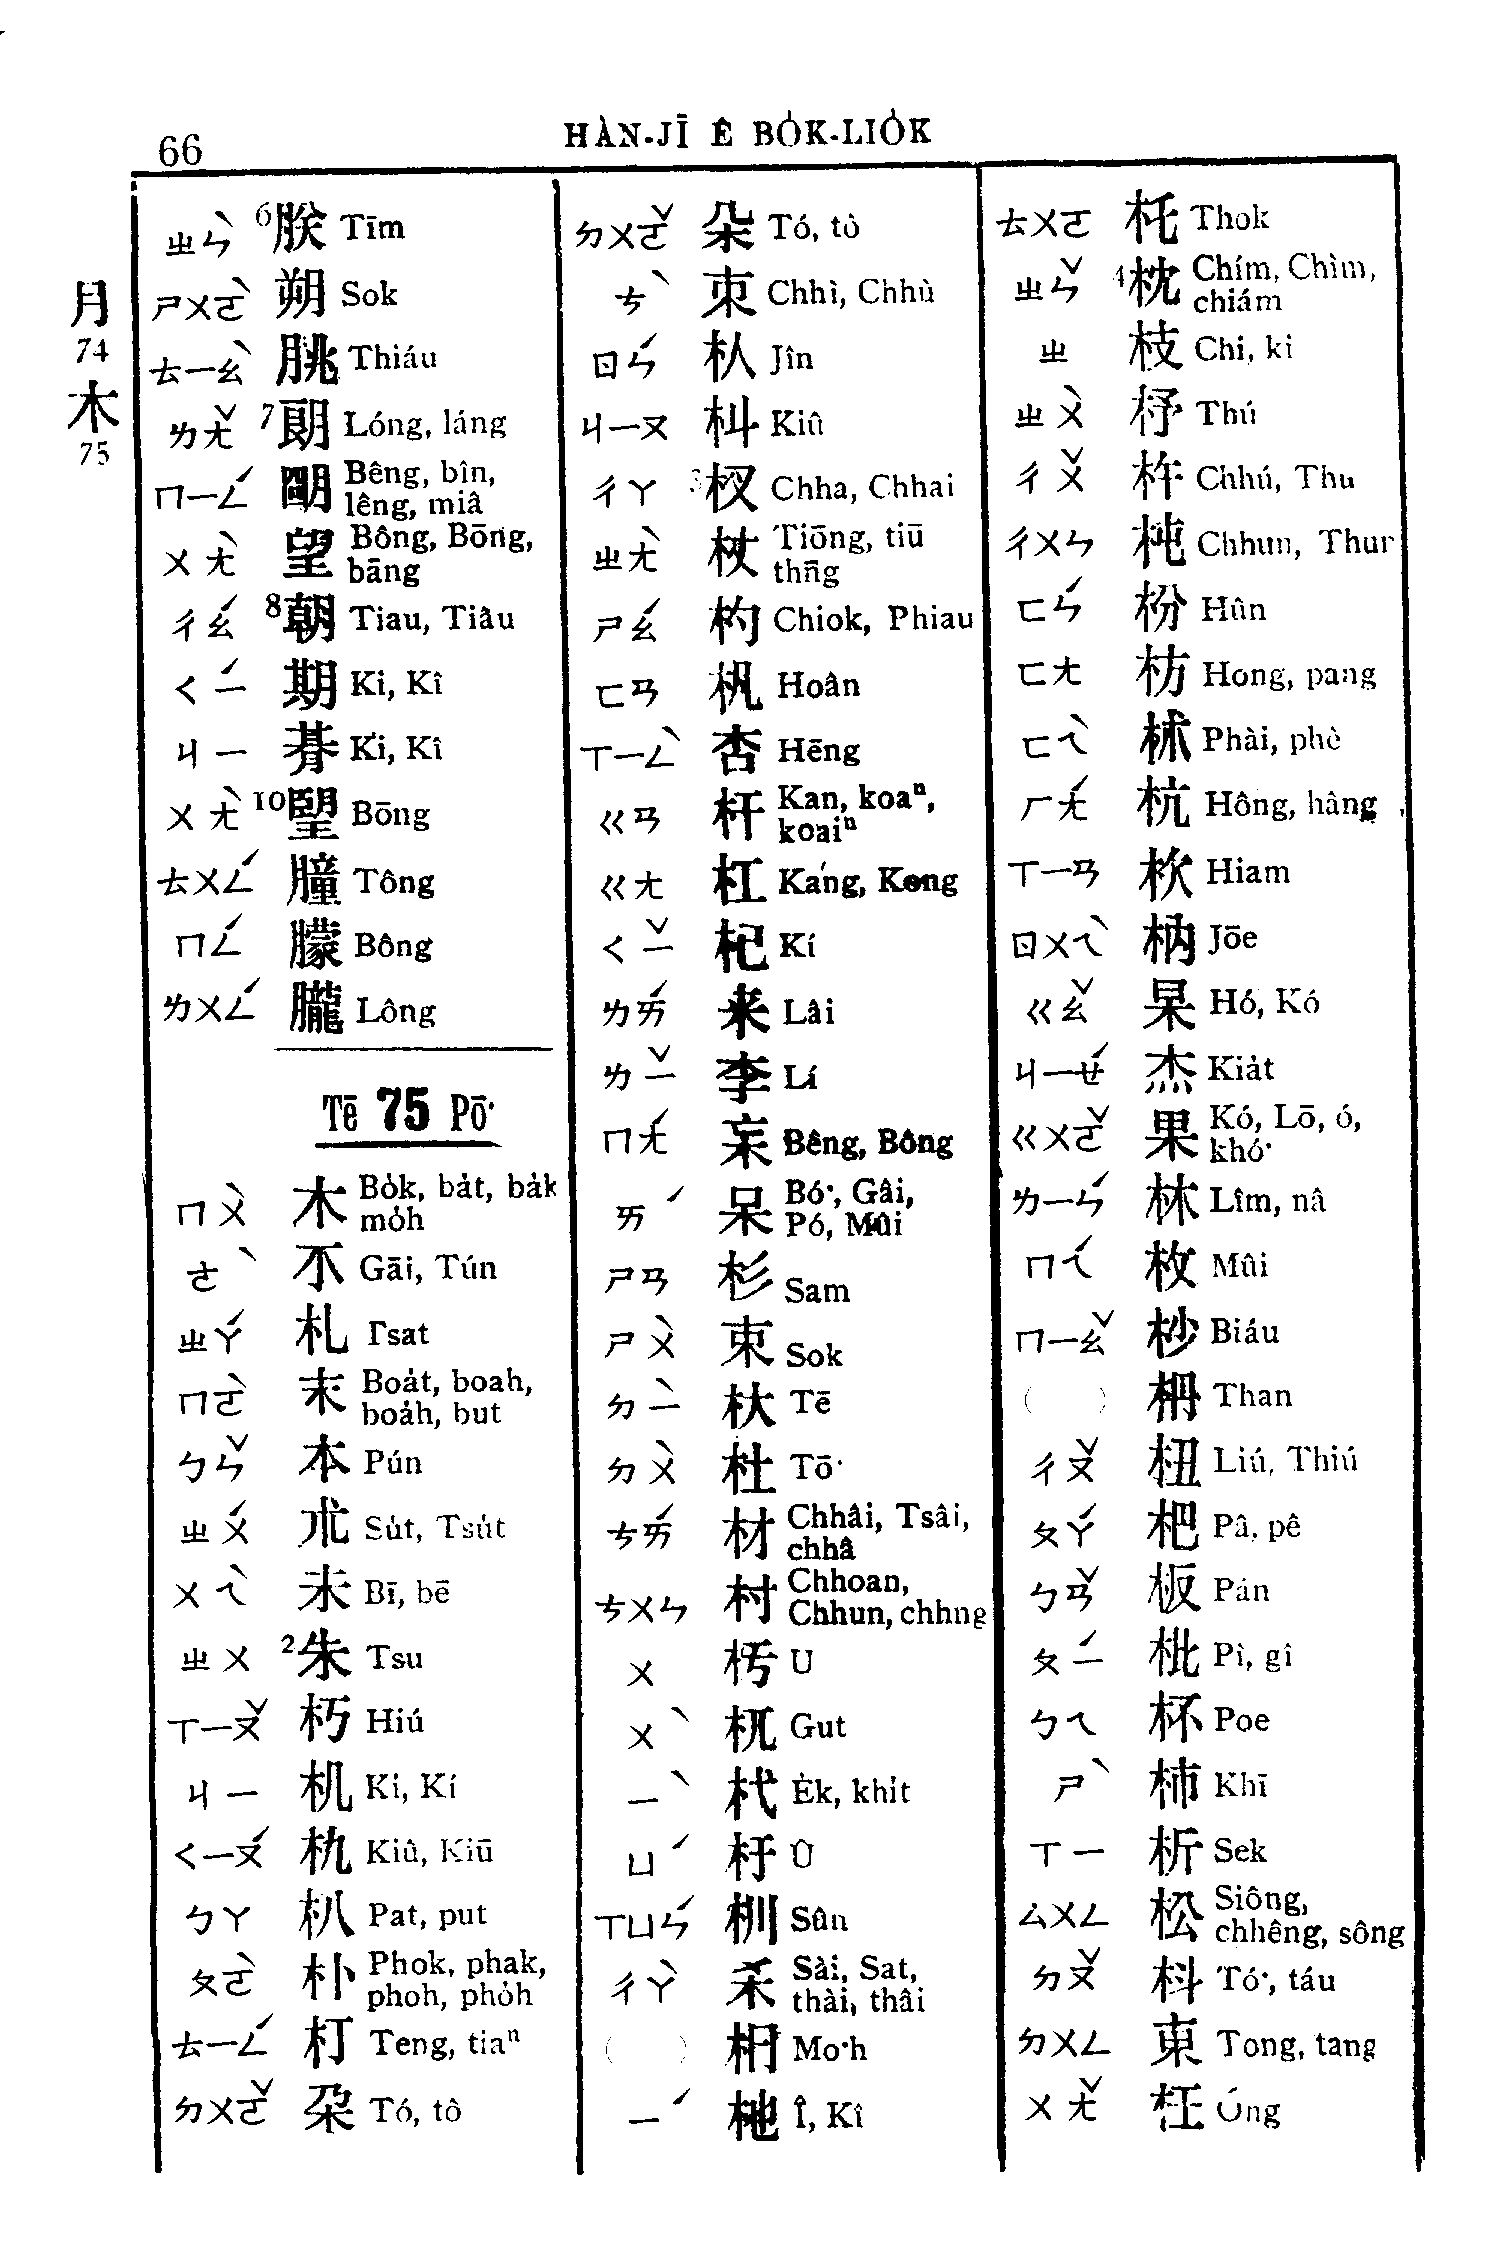 66
HÀN-JĪ Ê BO̍K-LIO̍K
月
74
木
75
ㄓㄣˋ 6朕 Tīm
ㄕㄨㄛˋ 朔 Sok
ㄊㄧㄠˋ 朓 Thiáu
ㄌㄤˇ 7朗 Lóng, láng
ㄇㄧㄥˊ 朙 Bêng, bîn,
lêng, miâ
ㄨㄤˋ 望 Bông, Bōng,
bāng
ㄔㄠˊ 8朝 Tiau, Tiâu
ㄑㄧˊ 期 Ki, Kî
ㄐㄧ 朞 Ki, Kî
ㄨㄤˋ 10朢 Bōng
ㄊㄨㄥˊ 朣 Tông
ㄇㄥˊ 朦 Bông
ㄌㄨㄥˊ 朧 Lông
Tē 75 Pō͘
ㄇㄨˋ 木 Bo̍k, ba̍t, ba̍k
mo̍h
ㄜˋ 不 Gāi, Tún
ㄓㄚˊ 札 Tsat
ㄇㄛˋ 末 Boa̍t, boah,
boa̍h, but
ㄅㄣˇ 本 Pún
ㄓㄨˊ 朮 Su̍t, Tsu̍t
ㄨㄟˋ 未 Bī, bē
ㄓㄨ 2朱 Tsu
ㄒㄧㄡˇ 朽 Hiú
ㄐㄧ 机 Ki, Kí
ㄑㄧㄡˊ 朹 Kiû, Kiū
ㄅㄚ 朳 Pat, put
ㄆㄛˋ 朴 Phok, phak,
phoh, pho̍h
ㄊㄧㄥˊ 朾 Teng, tiaⁿ
ㄉㄨㄛˇ 朶 Tó, tô
ㄉㄨㄛˇ 朵 Tó, tò
ㄘˋ 朿 Chhì, Chhù
ㄖㄣˊ 朲 Jîn
ㄐㄧㄡ 朻 Kiû
ㄔㄚ 3杈 Chha, Chhai
ㄓㄤˋ 杖 Tiōng, tiū
thn̄g
ㄕㄠˊ 杓 Chiok, Phiau
ㄈㄢ 杋 Hoân
ㄒㄧㄥˋ 杏 Hēng
ㄍㄢ 杆 Kan, koaⁿ,
koaiⁿ
ㄍㄤ 杠 Kang, Kong
ㄑㄧˇ 杞 Kí
ㄌㄞˊ 来 Lâi
ㄌㄧˇ 李 Lí
ㄇㄤˊ 杗 Bêng, Bông
ㄞˊ 呆 Bó͘, Gâi,
Pó, Mûi
ㄕㄢ 杉 Sam
ㄕㄨˋ 束 Sok
ㄉㄧˋ 杕 Tē
ㄉㄨˋ 杜 Tō͘
ㄘㄞˊ 材 Chhâi, Tsâi,
chhâ
ㄘㄨㄣ 村 Chhoan,
Chhun, chhng
ㄨ 杇 U
ㄨˋ 杌 Gut
ㄧˋ 杙 E̍k, khi̍t
ㄩˊ 杅 Û
ㄒㄩㄣˊ 杊 Sûn
ㄔㄚˋ 杀 Sài, Sat,
thài, thâi
( ) Mo͘h
ㄧˊ 杝 Î, Kî
ㄊㄨㄛ 杔 Thok
ㄓㄣˇ 4枕 Chím, Chìm,
chiám
ㄓ 枝 Chi, ki
ㄓㄨˋ 杼 Thú
ㄔㄨˇ 杵 Chhú, Thu
ㄔㄨㄣ 杶 Chhun, Thun
ㄈㄣˊ 枌 Hûn
ㄈㄤ 枋 Hong, pang
ㄈㄟˋ Phài, phè
ㄏㄤˊ 杭 Hông, hâng
ㄒㄧㄢ 杴 Hiam
ㄖㄨㄟˋ 枘 Jōe
ㄍㄠˇ 杲 Hó, Kó
ㄐㄧㄝˊ 杰 Kia̍t
ㄍㄨㄛˇ 果 Kó, Lō, ó,
khó͘
ㄌㄧㄣˊ 林 Lîm, nâ
ㄇㄟˊ 枚 Mûi
ㄇㄧㄠˇ 杪 Biáu
( ) 枏 Than
ㄔㄡˇ 杻 Liú, Thiú
ㄆㄚˊ 杷 Pâ, pê
ㄅㄢˇ 板 Pán
ㄆㄧˊ 枇 Pî, gî
ㄅㄟ 杯 Poe
ㄕˋ 柿 Khī
ㄒㄧ 析 Sek
ㄙㄨㄥ 松 Siông,
chhêng, sông
ㄉㄡˇ 枓 Tó͘, táu
ㄉㄨㄥ 東 Tong, tang
ㄨㄤˇ 枉 Óng